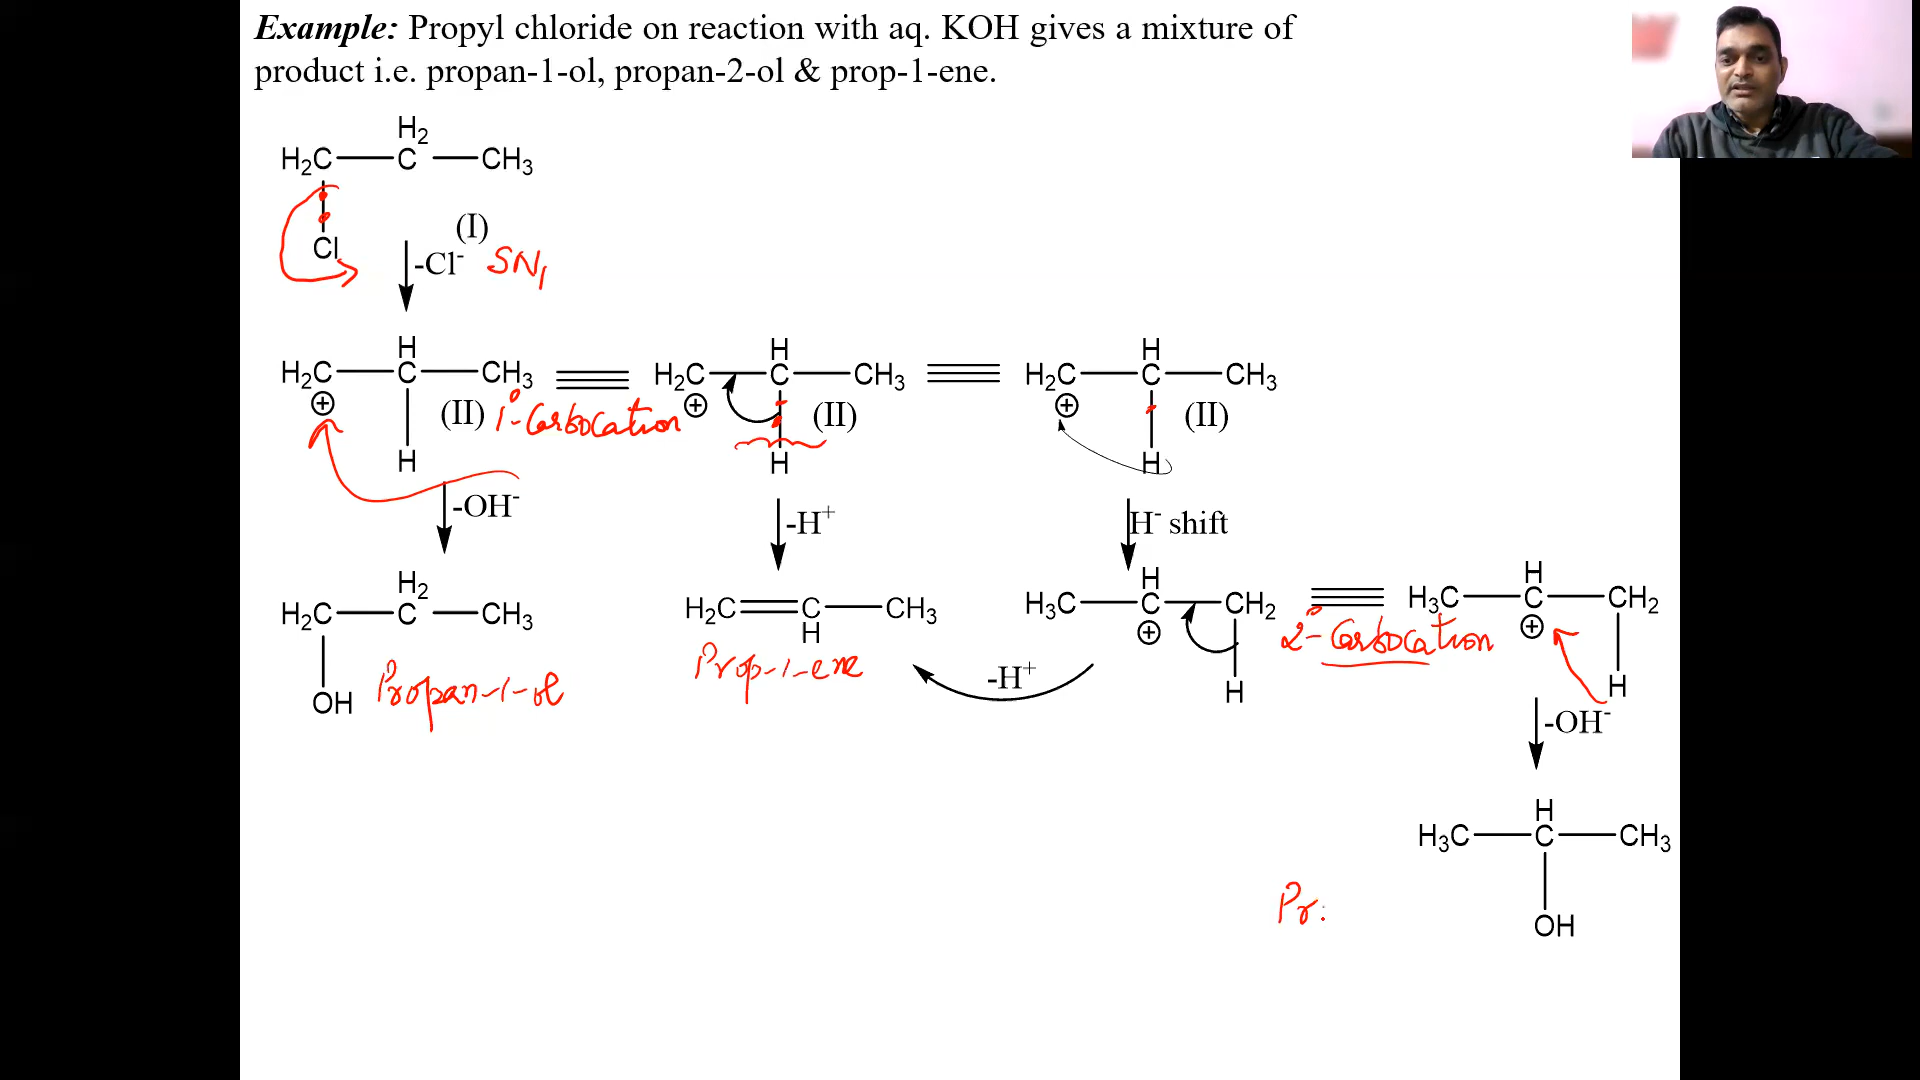 Example: Propyl chloride on reaction with aq. KOH gives a mixture of
product i.e. propan-1-ol, propan-2-ol & prop-1-ene.
H2
H2C C CH3
Cl
(I)
-Cl- SN1
H
H2C C CH3
⊕
(II) 1°-Carbocation
H
H
H2C C CH3
⊕
(II)
H
H
H2C C CH3
⊕
(II)
H
-OH-
-H+
H- shift
H2
H2C C CH3
OH
Propan-1-ol
H2C C CH3
H
Prop-1-ene
-H+
H
H3C C CH2
⊕
H
2°-Carbocation
H
H3C C CH2
⊕
H
-OH-
H
H3C C CH3
OH
Pr